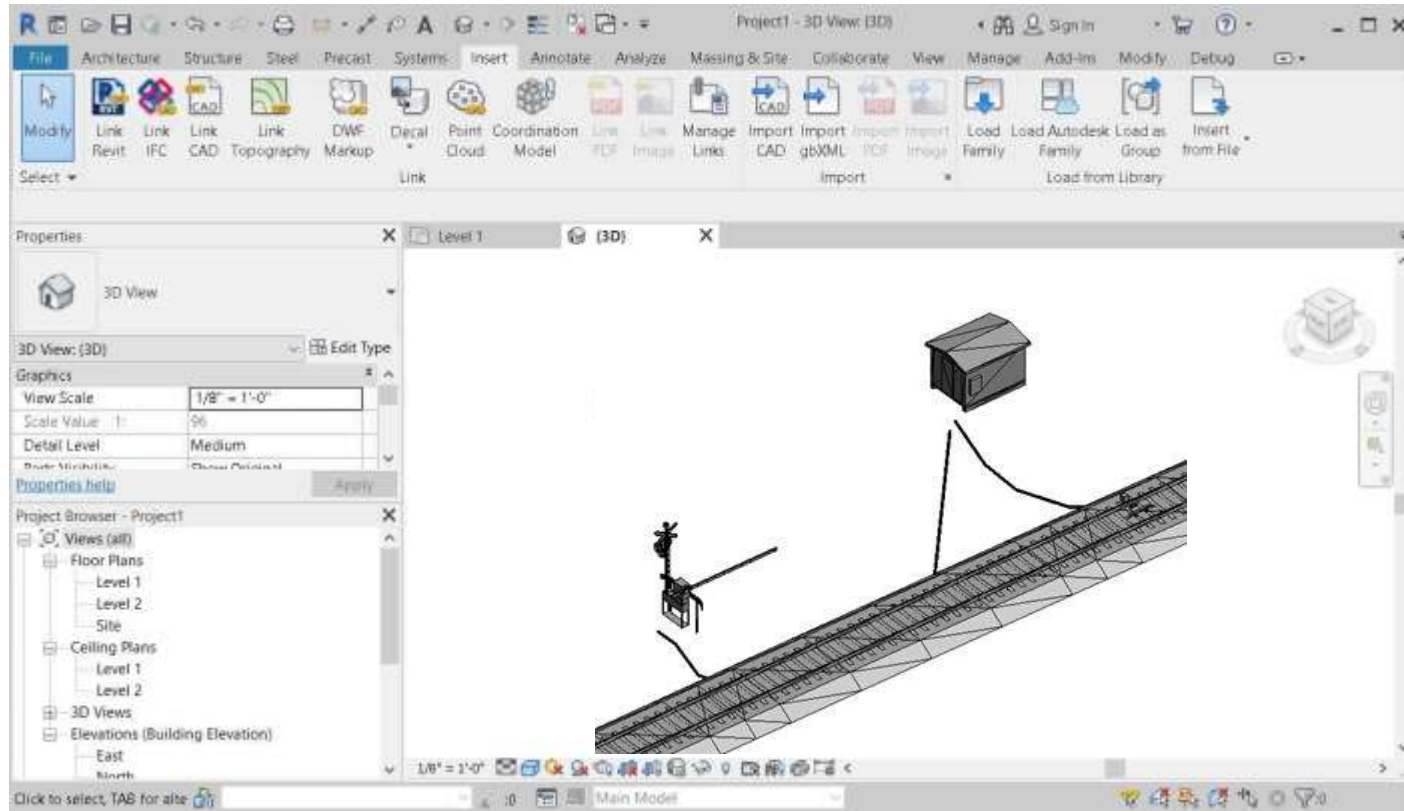 Project1 - 3D View: {3D}
Sign In
File Architecture Structure Steel Precast Systems Insert Annotate Analyze Massing & Site Collaborate View Manage Add-Ins Modify Debug
Modify
Link Revit
Link IFC
Link CAD
Link Topography
DWF Markup
Decal
Point Cloud
Coordination Model
Link PDF
Link Image
Manage Links
Import CAD
Import gbXML
Import PDF
Import Image
Load Family
Load Autodesk Family
Load as Group
Insert from File
Select
Link
Import
Load from Library
Properties
Level 1
{3D}
3D View
3D View: {3D}
Edit Type
Graphics
View Scale 1/8" = 1'-0"
Scale Value 1: 96
Detail Level Medium
Parts Visibility Show Original
Properties help
Apply
Project Browser - Project1
Views (all)
Floor Plans
Level 1
Level 2
Site
Ceiling Plans
Level 1
Level 2
3D Views
Elevations (Building Elevation)
East
North
1/8" = 1'-0"
Click to select, TAB for alte
:0
Main Model
:0